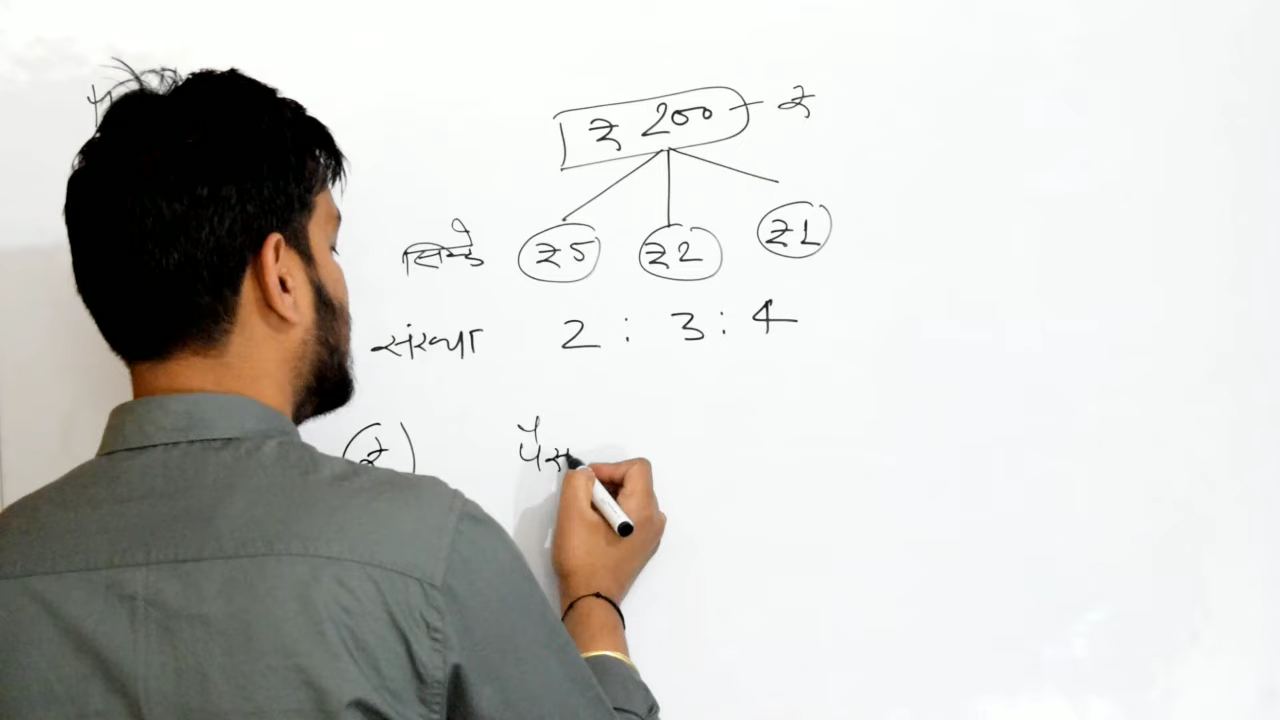 ₹ 200 - ₹
सिक्के ₹5 ₹2 ₹1
संख्या 2 : 3 : 4
(₹) पैस